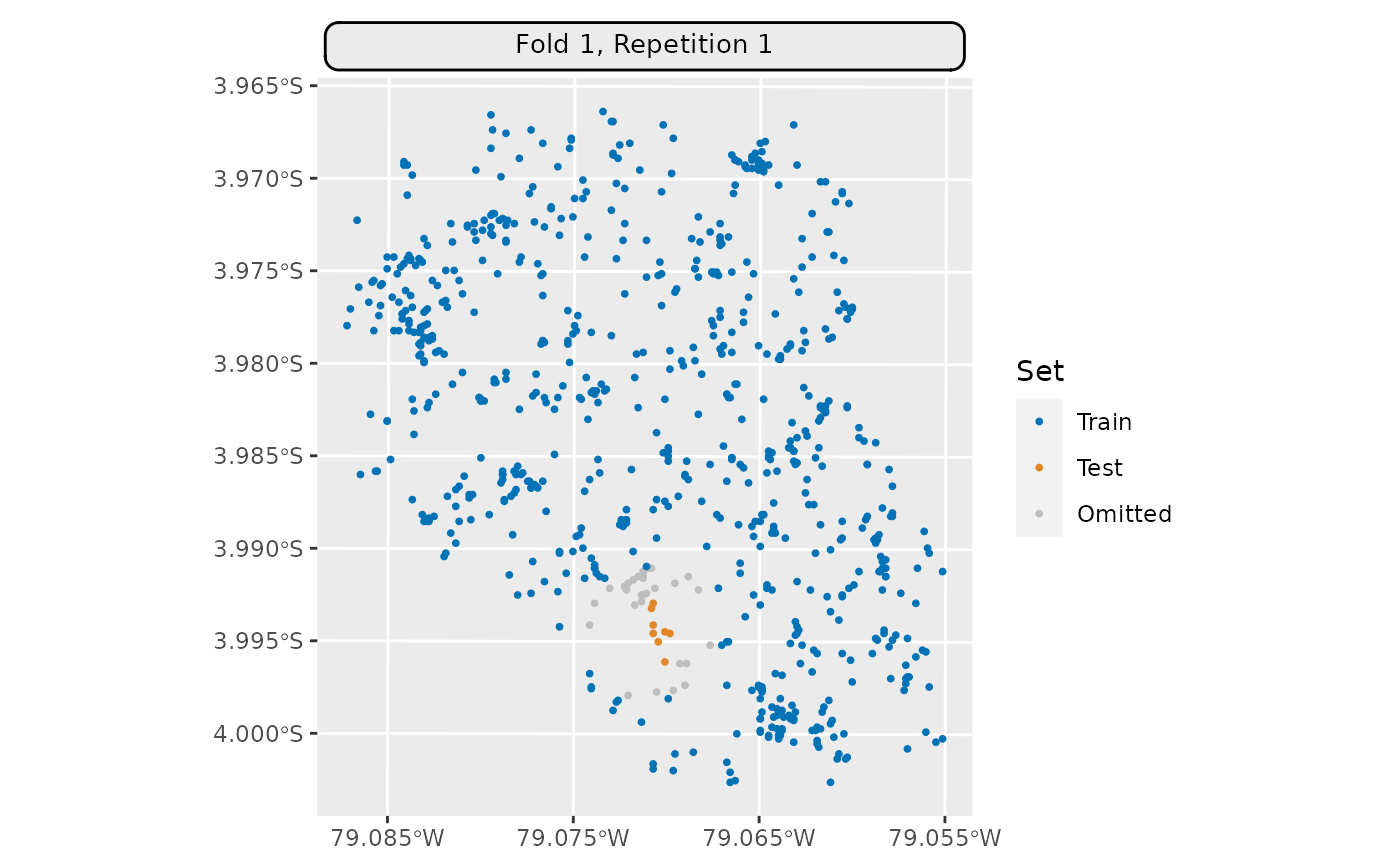 Fold 1, Repetition 1
3.965°S
3.970°S
3.975°S
3.980°S
3.985°S
3.990°S
3.995°S
4.000°S
79.085°W 79.075°W 79.065°W 79.055°W
Set
Train
Test
Omitted